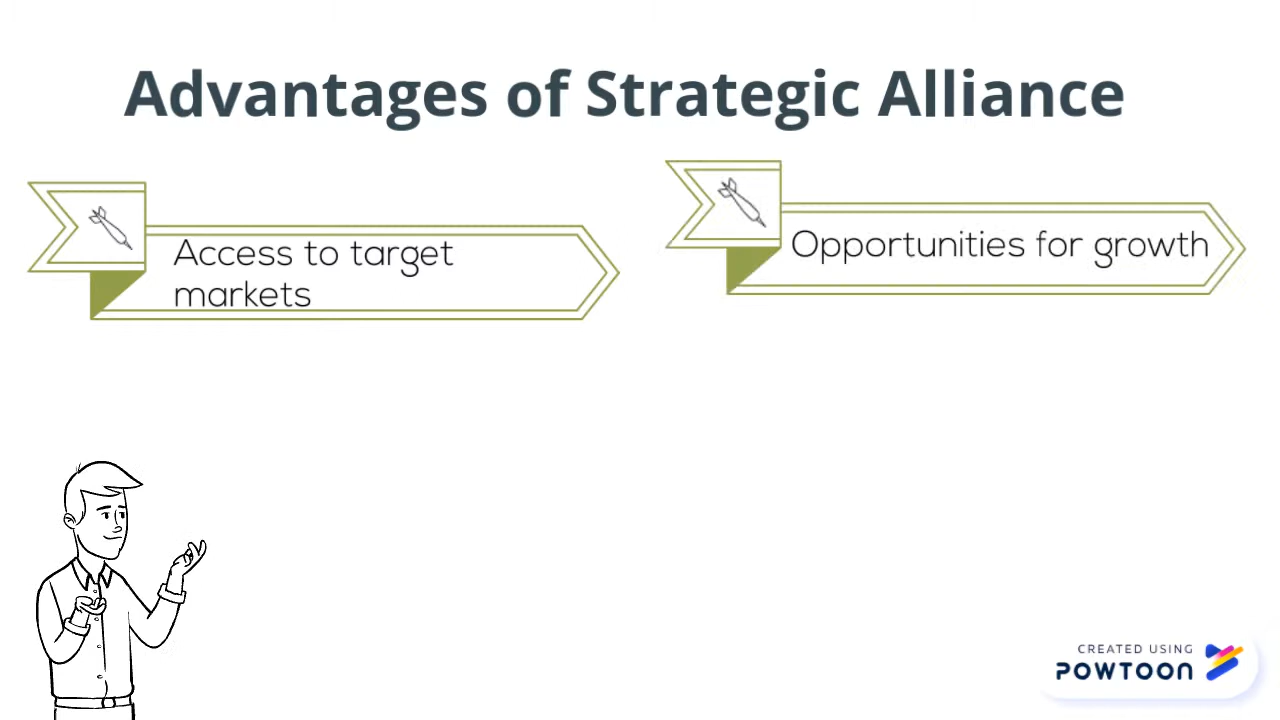 Advantages of Strategic Alliance
Access to target
markets
Opportunities for growth
CREATED USING
POWTOON